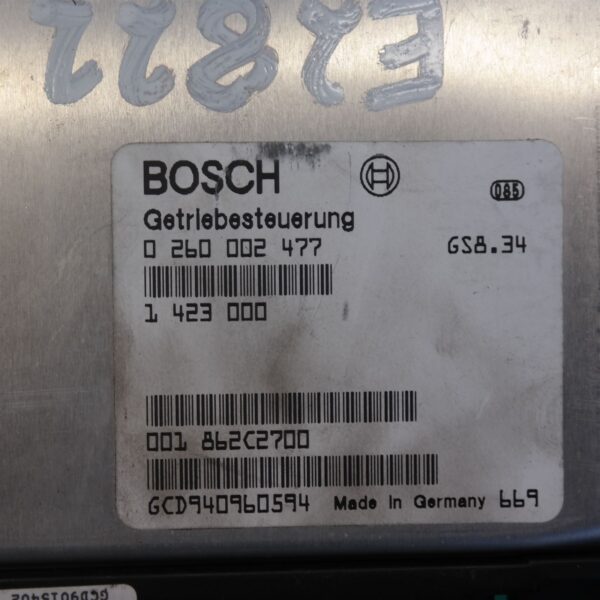 BOSCH
085
Getriebesteuerung
0 260 002 477 GS8.34
1 423 000
001 862C2700
GCD940960594 Made in Germany 669